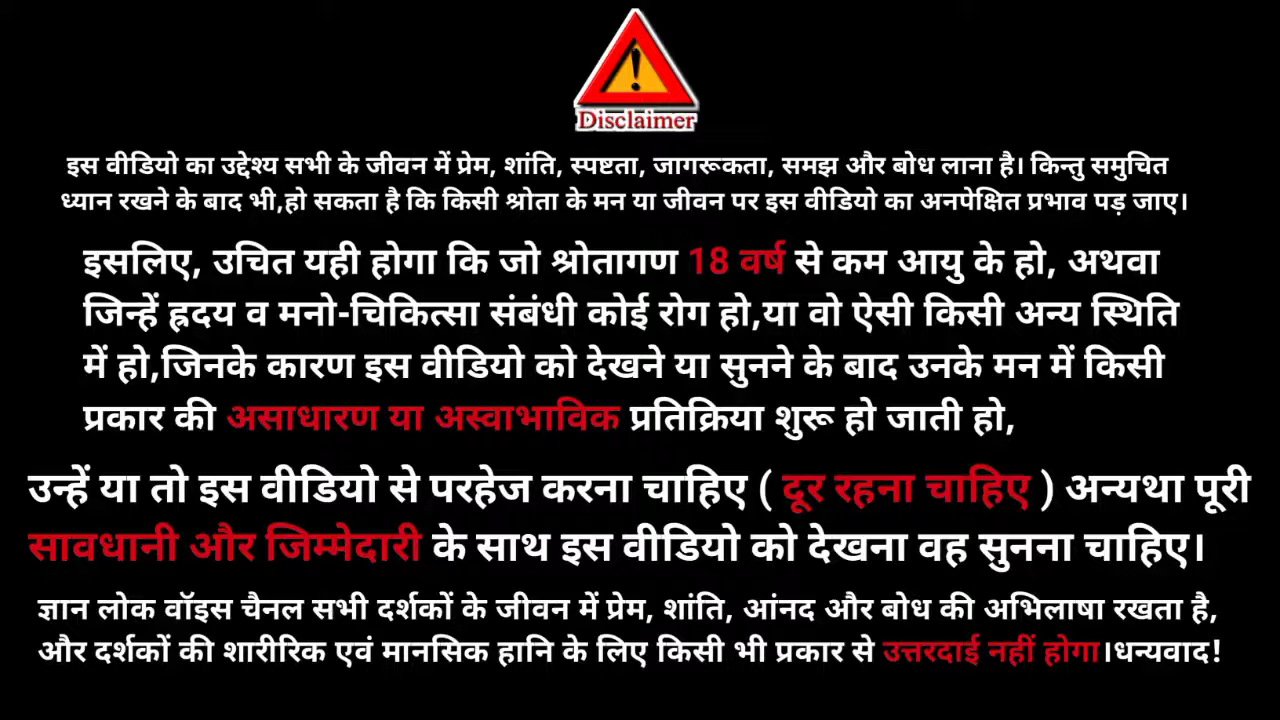 Disclaimer
इस वीडियो का उद्देश्य सभी के जीवन में प्रेम, शांति, स्पष्टता, जागरूकता, समझ और बोध लाना है। किन्तु समुचित
ध्यान रखने के बाद भी,हो सकता है कि किसी श्रोता के मन या जीवन पर इस वीडियो का अनपेक्षित प्रभाव पड़ जाए।
इसलिए, उचित यही होगा कि जो श्रोतागण 18 वर्ष से कम आयु के हो, अथवा
जिन्हें ह्रदय व मनो-चिकित्सा संबंधी कोई रोग हो,या वो ऐसी किसी अन्य स्थिति
में हो,जिनके कारण इस वीडियो को देखने या सुनने के बाद उनके मन में किसी
प्रकार की असाधारण या अस्वाभाविक प्रतिक्रिया शुरू हो जाती हो,
उन्हें या तो इस वीडियो से परहेज करना चाहिए ( दूर रहना चाहिए ) अन्यथा पूरी
सावधानी और जिम्मेदारी के साथ इस वीडियो को देखना वह सुनना चाहिए।
ज्ञान लोक वॉइस चैनल सभी दर्शकों के जीवन में प्रेम, शांति, आंनद और बोध की अभिलाषा रखता है,
और दर्शकों की शारीरिक एवं मानसिक हानि के लिए किसी भी प्रकार से उत्तरदाई नहीं होगा।धन्यवाद!